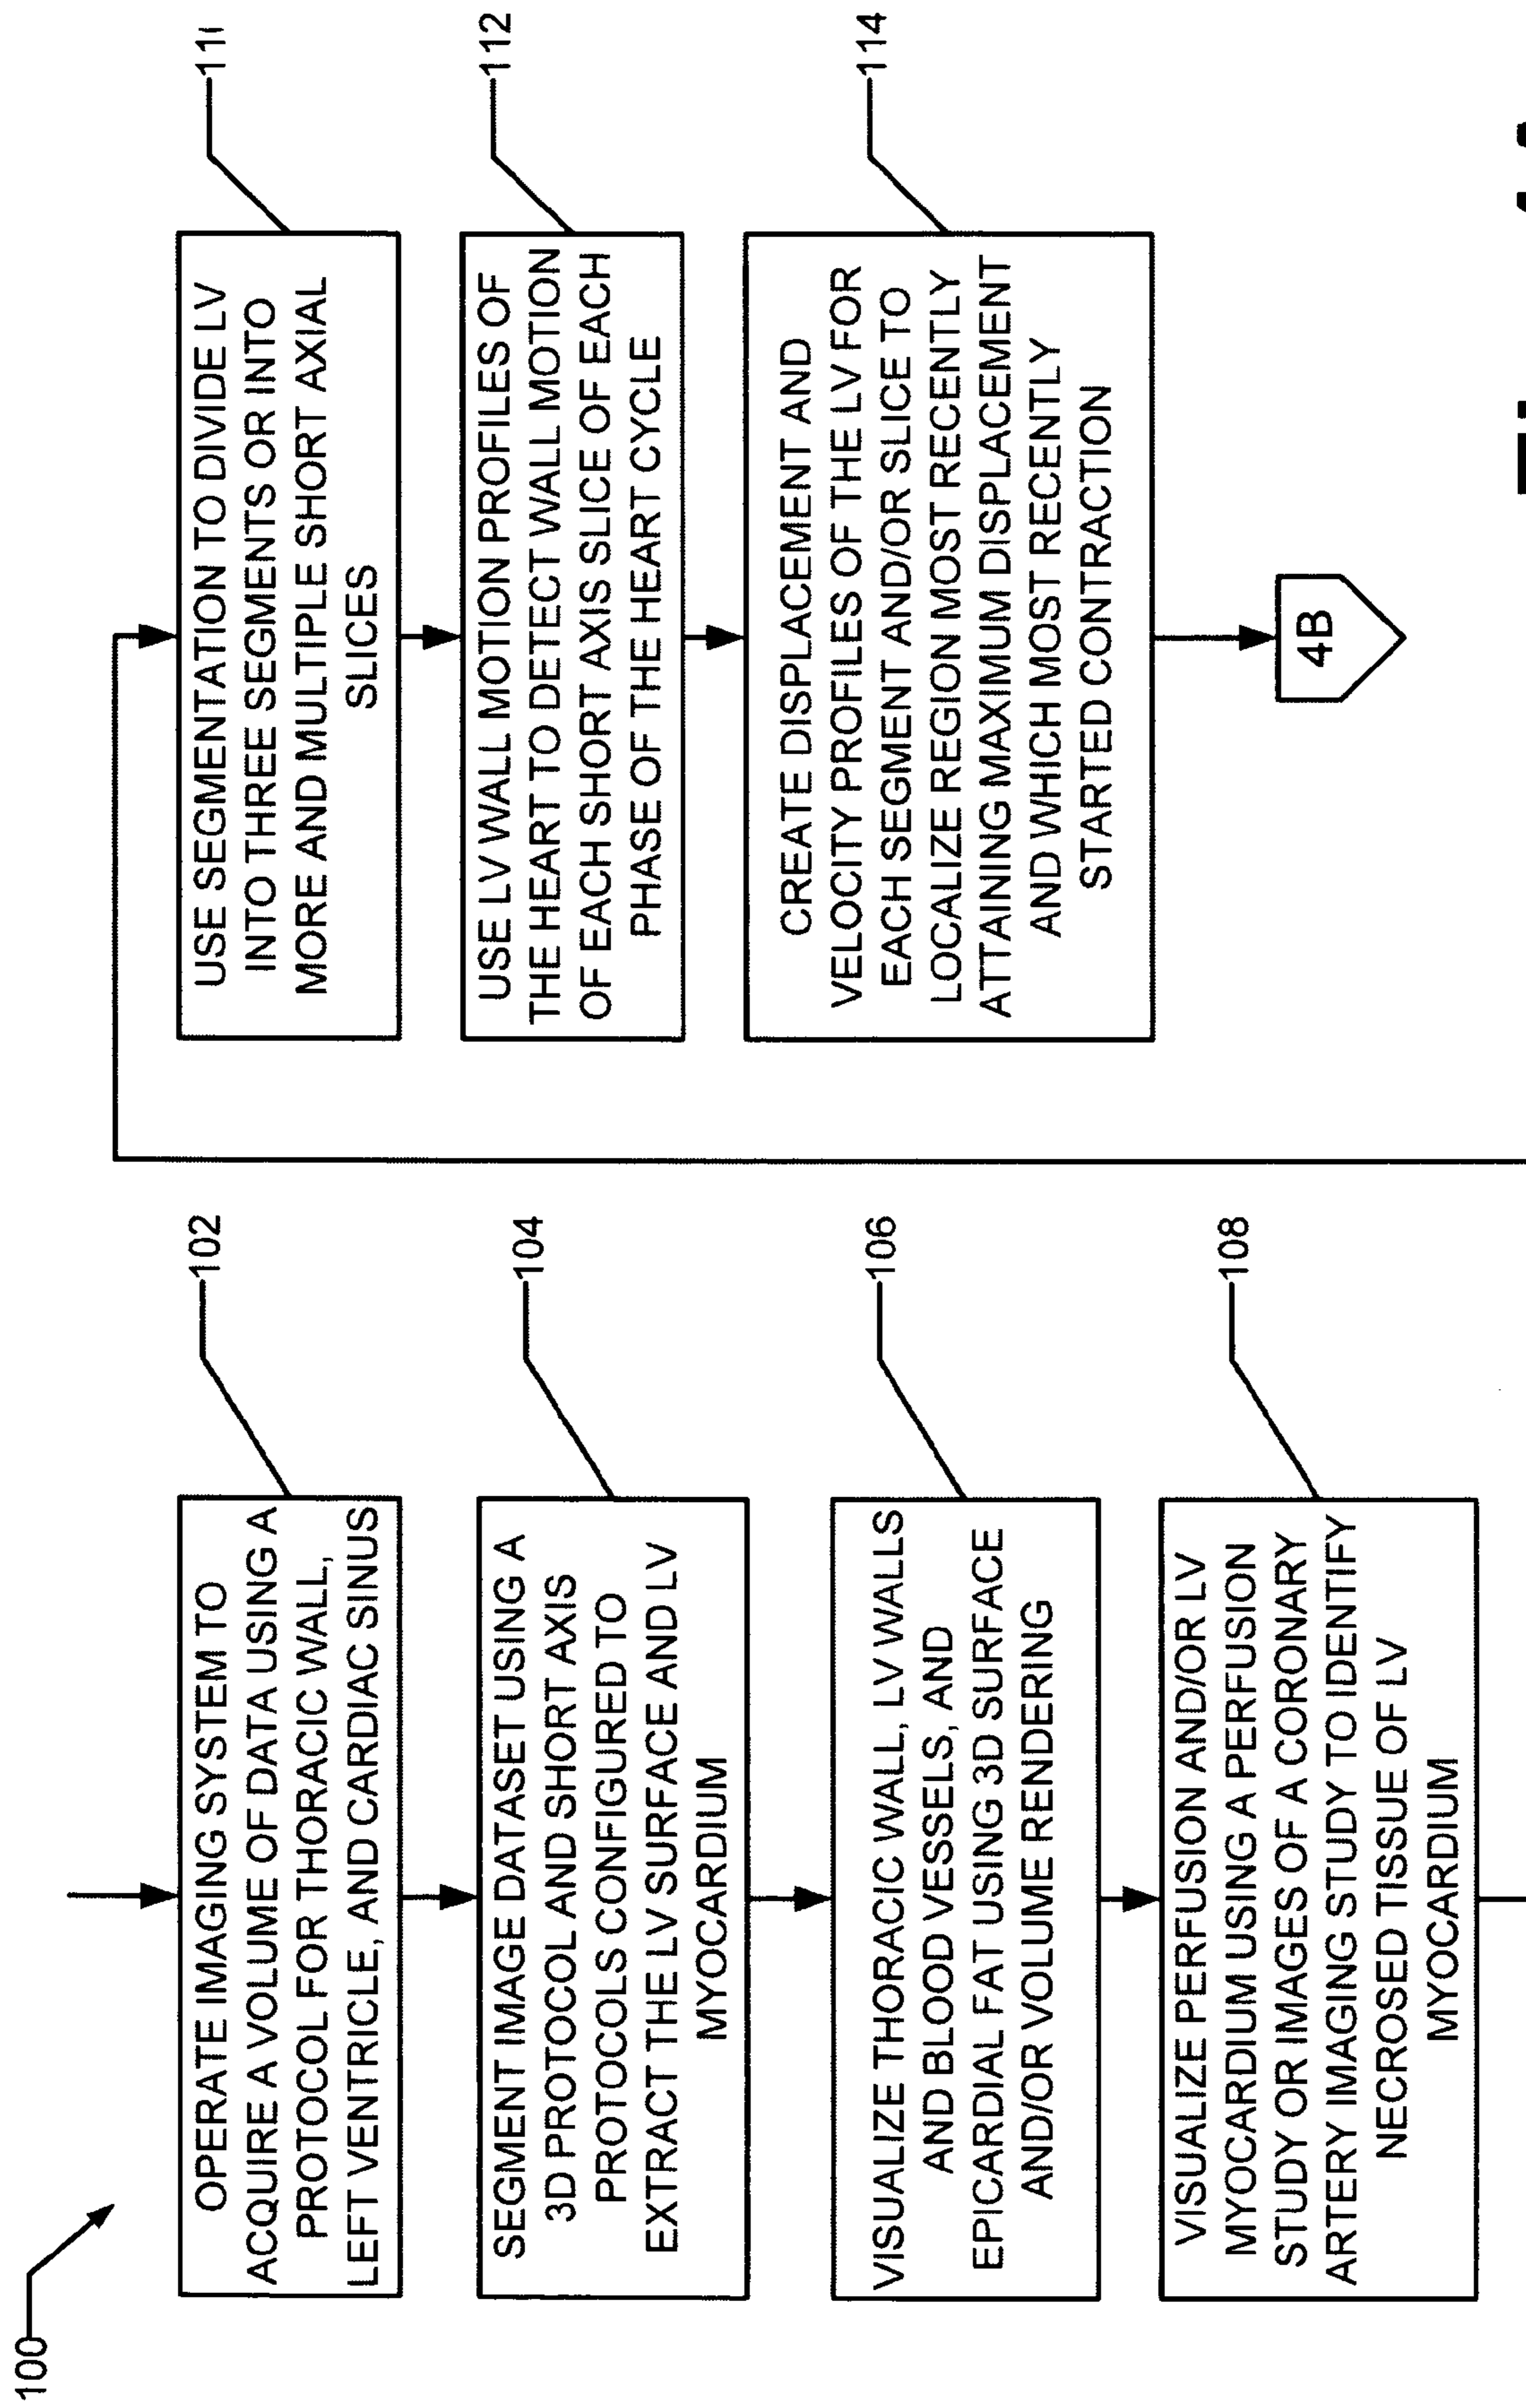 100
OPERATE IMAGING SYSTEM TO
ACQUIRE A VOLUME OF DATA USING A
PROTOCOL FOR THORACIC WALL,
LEFT VENTRICLE, AND CARDIAC SINUS
102
SEGMENT IMAGE DATASET USING A
3D PROTOCOL AND SHORT AXIS
PROTOCOLS CONFIGURED TO
EXTRACT THE LV SURFACE AND LV
MYOCARDIUM
104
VISUALIZE THORACIC WALL, LV WALLS
AND BLOOD VESSELS, AND
EPICARDIAL FAT USING 3D SURFACE
AND/OR VOLUME RENDERING
106
VISUALIZE PERFUSION AND/OR LV
MYOCARDIUM USING A PERFUSION
STUDY OR IMAGES OF A CORONARY
ARTERY IMAGING STUDY TO IDENTIFY
NECROSED TISSUE OF LV
MYOCARDIUM
108
USE SEGMENTATION TO DIVIDE LV
INTO THREE SEGMENTS OR INTO
MORE AND MULTIPLE SHORT AXIAL
SLICES
USE LV WALL MOTION PROFILES OF
THE HEART TO DETECT WALL MOTION
OF EACH SHORT AXIS SLICE OF EACH
PHASE OF THE HEART CYCLE
112
CREATE DISPLACEMENT AND
VELOCITY PROFILES OF THE LV FOR
EACH SEGMENT AND/OR SLICE TO
LOCALIZE REGION MOST RECENTLY
ATTAINING MAXIMUM DISPLACEMENT
AND WHICH MOST RECENTLY
STARTED CONTRACTION
114
4B